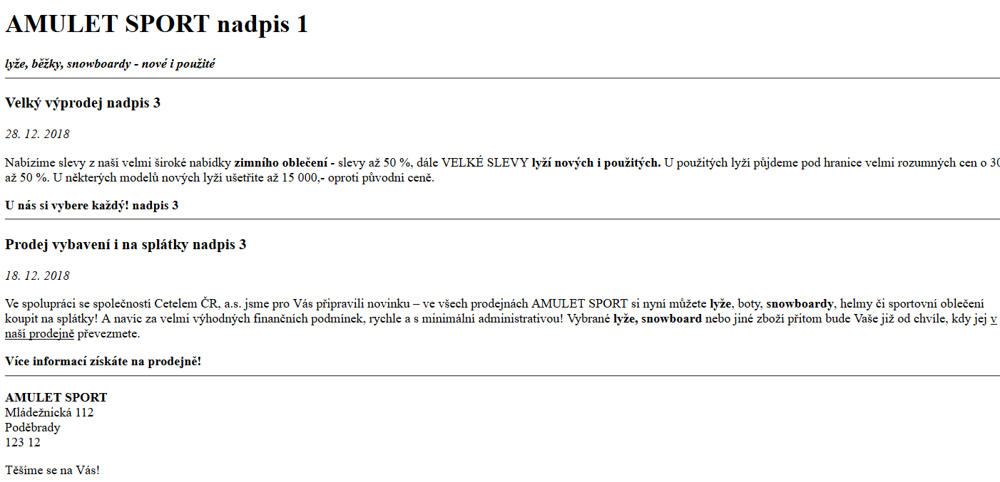 AMULET SPORT nadpis 1
lyže, běžky, snowboardy - nové i použité
Velký výprodej nadpis 3
28. 12. 2018
Nabízíme slevy z naší velmi široké nabídky zimního oblečení - slevy až 50 %, dále VELKÉ SLEVY lyží nových i použitých. U použitých lyží půjdeme pod hranice velmi rozumných cen o 30
až 50 %. U některých modelů nových lyží ušetříte až 15 000,- oproti původní ceně.
U nás si vybere každý! nadpis 3
Prodej vybavení i na splátky nadpis 3
18. 12. 2018
Ve spolupráci se společností Cetelem ČR, a.s. jsme pro Vás připravili novinku – ve všech prodejnách AMULET SPORT si nyní můžete lyže, boty, snowboardy, helmy či sportovní oblečení
koupit na splátky! A navíc za velmi výhodných finančních podmínek, rychle a s minimální administrativou! Vybrané lyže, snowboard nebo jiné zboží přitom bude Vaše již od chvíle, kdy jej v
naší prodejně převezmete.
Více informací získáte na prodejně!
AMULET SPORT
Mládežnická 112
Poděbrady
123 12
Těšíme se na Vás!